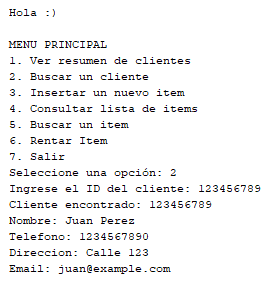 Hola :)
MENU PRINCIPAL
1. Ver resumen de clientes
2. Buscar un cliente
3. Insertar un nuevo item
4. Consultar lista de items
5. Buscar un item
6. Rentar Item
7. Salir
Seleccione una opción: 2
Ingrese el ID del cliente: 123456789
Cliente encontrado: 123456789
Nombre: Juan Perez
Telefono: 1234567890
Direccion: Calle 123
Email: juan@example.com